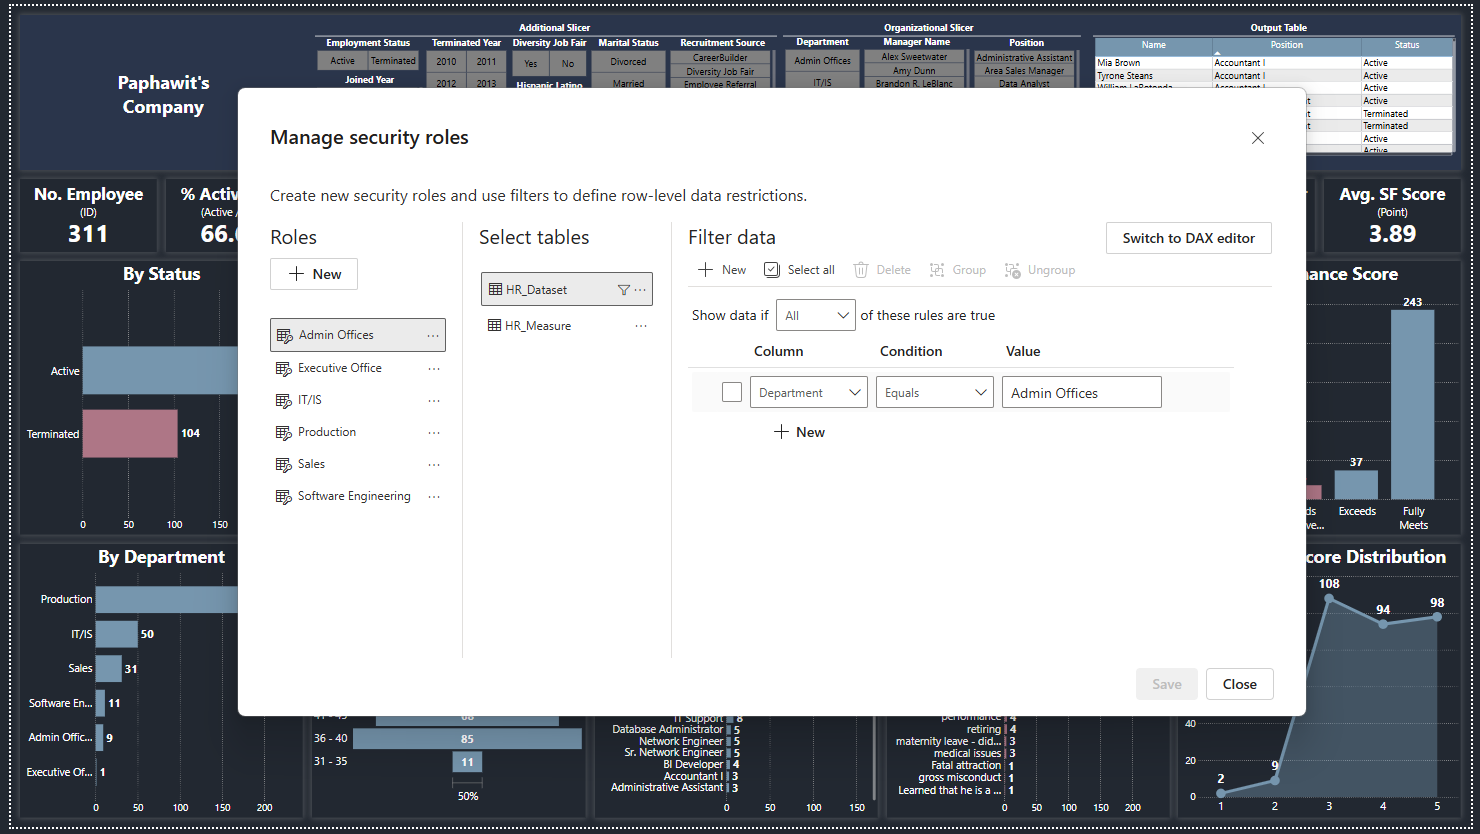 Paphawit's
Company
Additional Slicer
Employment Status
Active
Terminated
Joined Year
Terminated Year
2010
2011
2012
2013
Diversity Job Fair
Yes
No
Hispanic Latino
Marital Status
Divorced
Married
Recruitment Source
CareerBuilder
Diversity Job Fair
Employee Referral
Organizational Slicer
Department
Admin Offices
IT/IS
Manager Name
Alex Sweetwater
Amy Dunn
Brandon R. LeBlanc
Position
Administrative Assistant
Area Sales Manager
Data Analyst
Output Table
Name Position Status
Mia Brown Accountant I Active
Tyrone Steans Accountant I Active
William LaRotonda Accountant I Active
Active
Terminated
Terminated
Active
Active
No. Employee
(ID)
311
% Activ
(Active /
66.
Avg. SF Score
(Point)
3.89
Manage security roles
Create new security roles and use filters to define row-level data restrictions.
Roles
New
Admin Offices ...
Executive Office ...
IT/IS ...
Production ...
Sales ...
Software Engineering ...
Select tables
HR_Dataset ...
HR_Measure ...
Filter data
Switch to DAX editor
New Select all Delete Group Ungroup
Show data if All of these rules are true
Column Condition Value
Department Equals Admin Offices
New
Save Close
By Status
Active
Terminated 104
0 50 100 150
mance Score
243
37
ds
ve...
Exceeds
Fully
Meets
By Department
Production
IT/IS 50
Sales 31
Software En... 11
Admin Offic... 9
Executive Of... 1
0 50 100 150 200
41 - 45 68
36 - 40 85
31 - 35 11
50%
IT Support 8
Database Administrator 5
Network Engineer 5
Sr. Network Engineer 5
BI Developer 4
Accountant I 3
Administrative Assistant 3
0 50 100 150
performance 4
retiring 4
maternity leave - did... 3
medical issues 3
Fatal attraction 1
gross misconduct 1
Learned that he is a ... 1
0 50 100 150 200
core Distribution
108
94
98
40
20
9
2
0
1 2 3 4 5